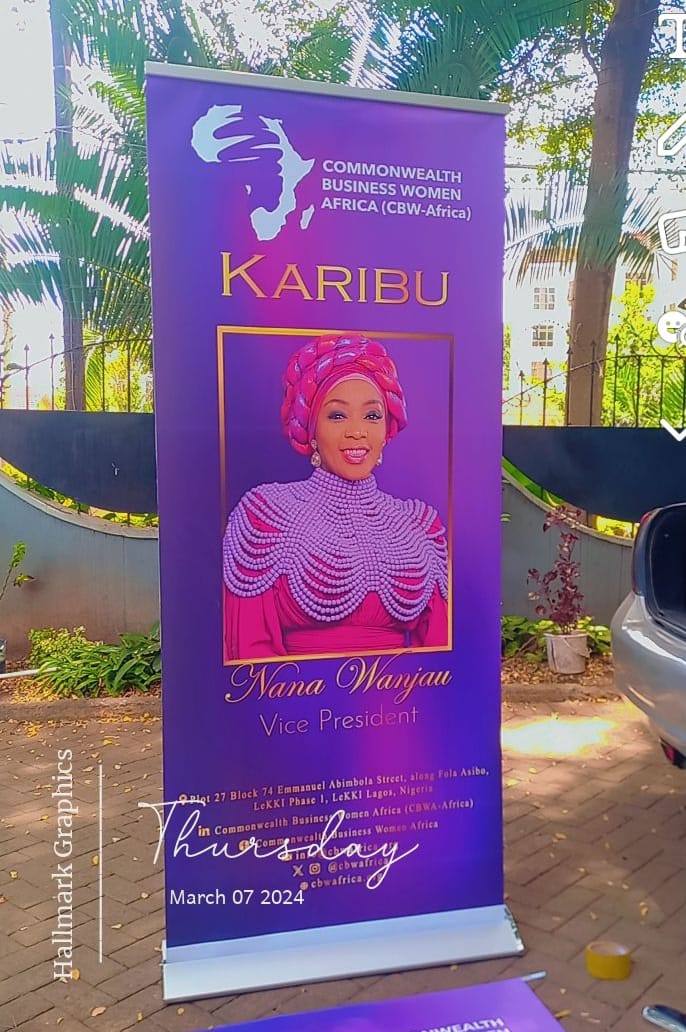 COMMONWEALTH
BUSINESS WOMEN
AFRICA (CBW-Africa)
KARIBU
Nana Wanjau
Vice President
Plot 27 Block 74 Emmanuel Abimbola Street, along Fola Asibo,
LeKKI Phase 1, LeKKI Lagos, Nigeria
in Commonwealth Business Women Africa (CBWA-Africa)
Commonwealth Business Women Africa
@cbwafrica
cbwafrica
Thursday
March 07 2024
Hallmark Graphics